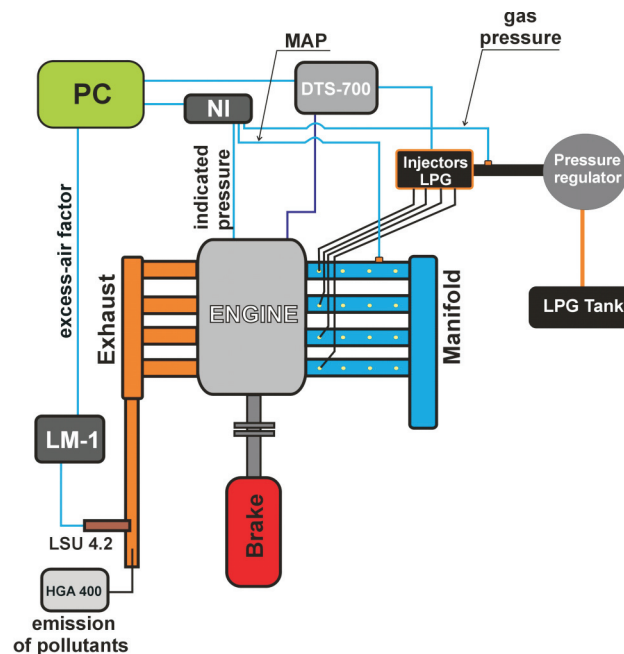 gas
pressure
MAP
PC
DTS-700
NI
Injectors
LPG
Pressure
regulator
indicated
pressure
excess-air factor
Exhaust
ENGINE
Manifold
LPG Tank
LM-1
Brake
LSU 4.2
HGA 400
emission
of pollutants